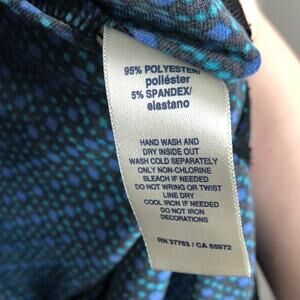 95% POLYESTER/
poliéster
5% SPANDEX/
elastano
HAND WASH AND
DRY INSIDE OUT
WASH COLD SEPARATELY
ONLY NON-CHLORINE
BLEACH IF NEEDED
DO NOT WRING OR TWIST
LINE DRY
COOL IRON IF NEEDED
DO NOT IRON
DECORATIONS
RN 37763 / CA 55972